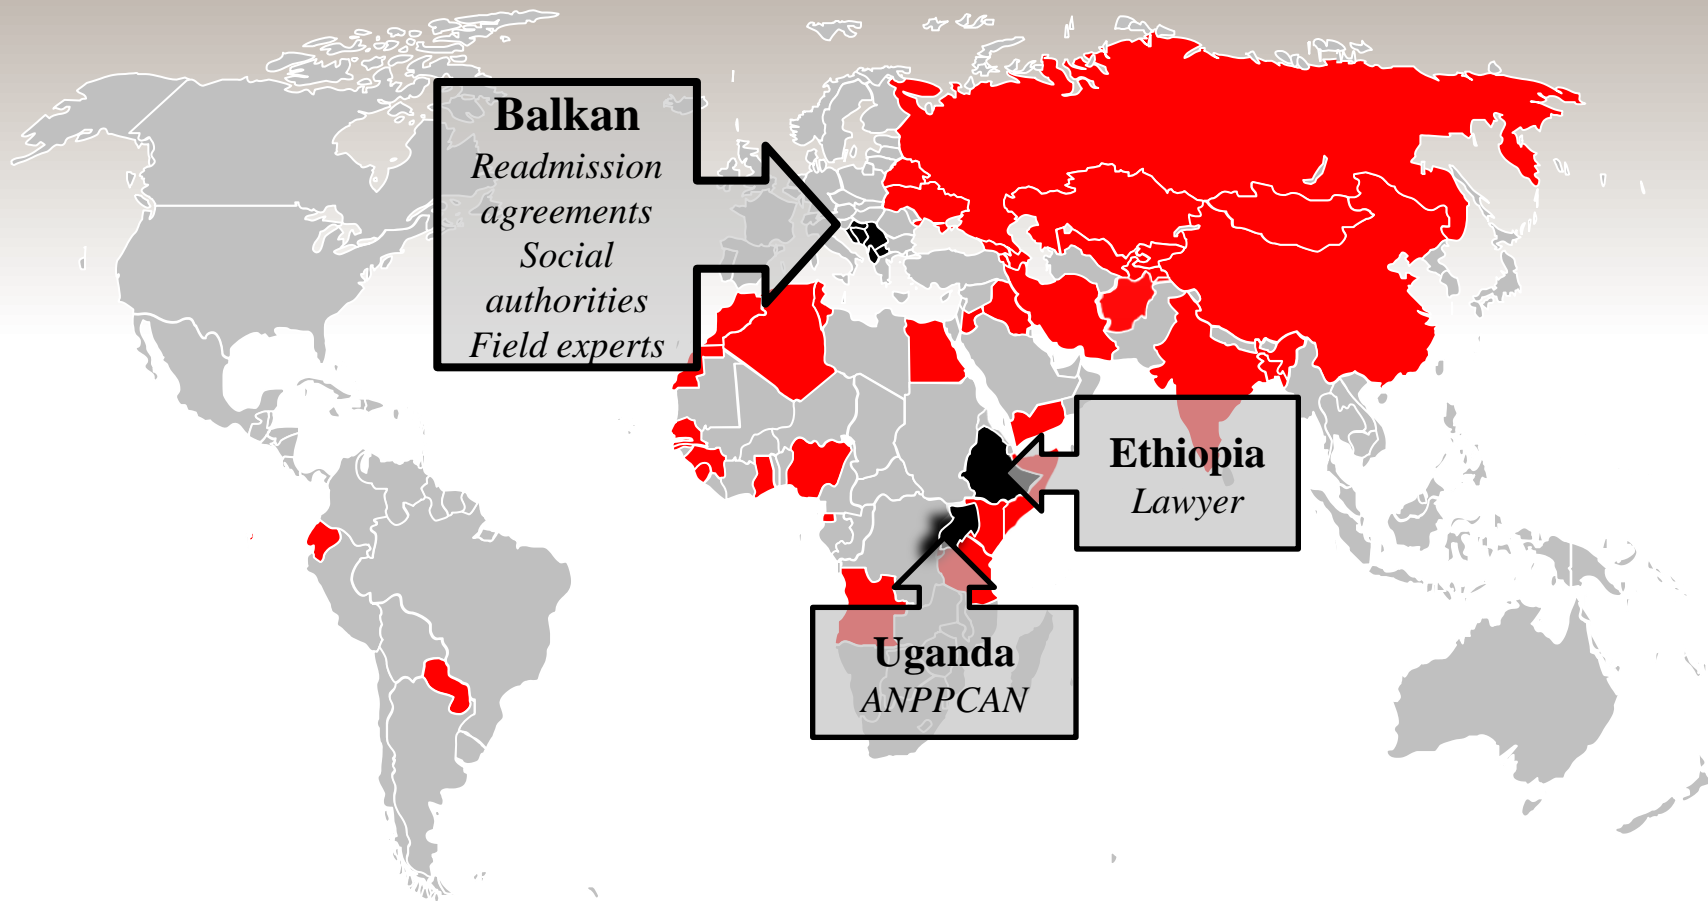 Balkan
Readmission
agreements
Social
authorities
Field experts
Ethiopia
Lawyer
Uganda
ANPPCAN